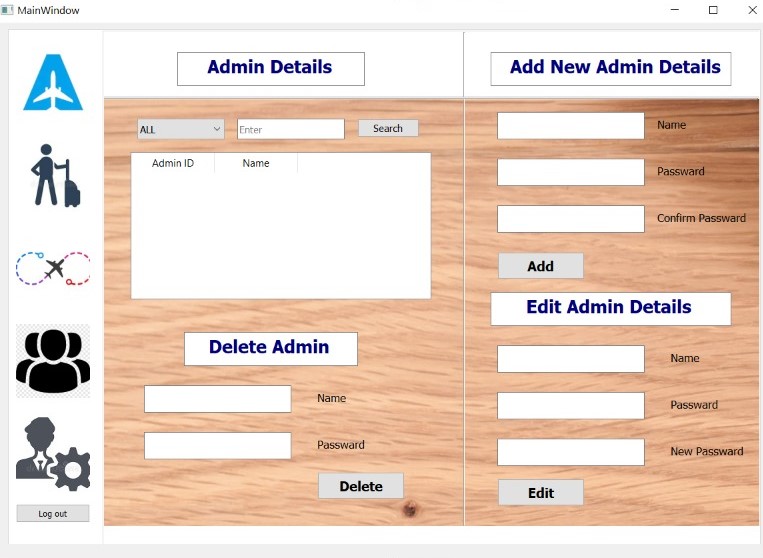 MainWindow
Admin Details
Add New Admin Details
ALL
Enter
Search
Admin ID
Name
Name
Passward
Confirm Passward
Add
Edit Admin Details
Delete Admin
Name
Passward
Delete
Name
Passward
New Passward
Edit
Log out